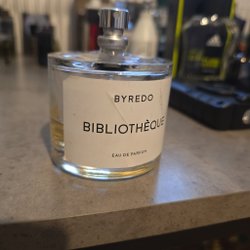 BYREDO
BIBLIOTHÈQUE
EAU DE PARFUM